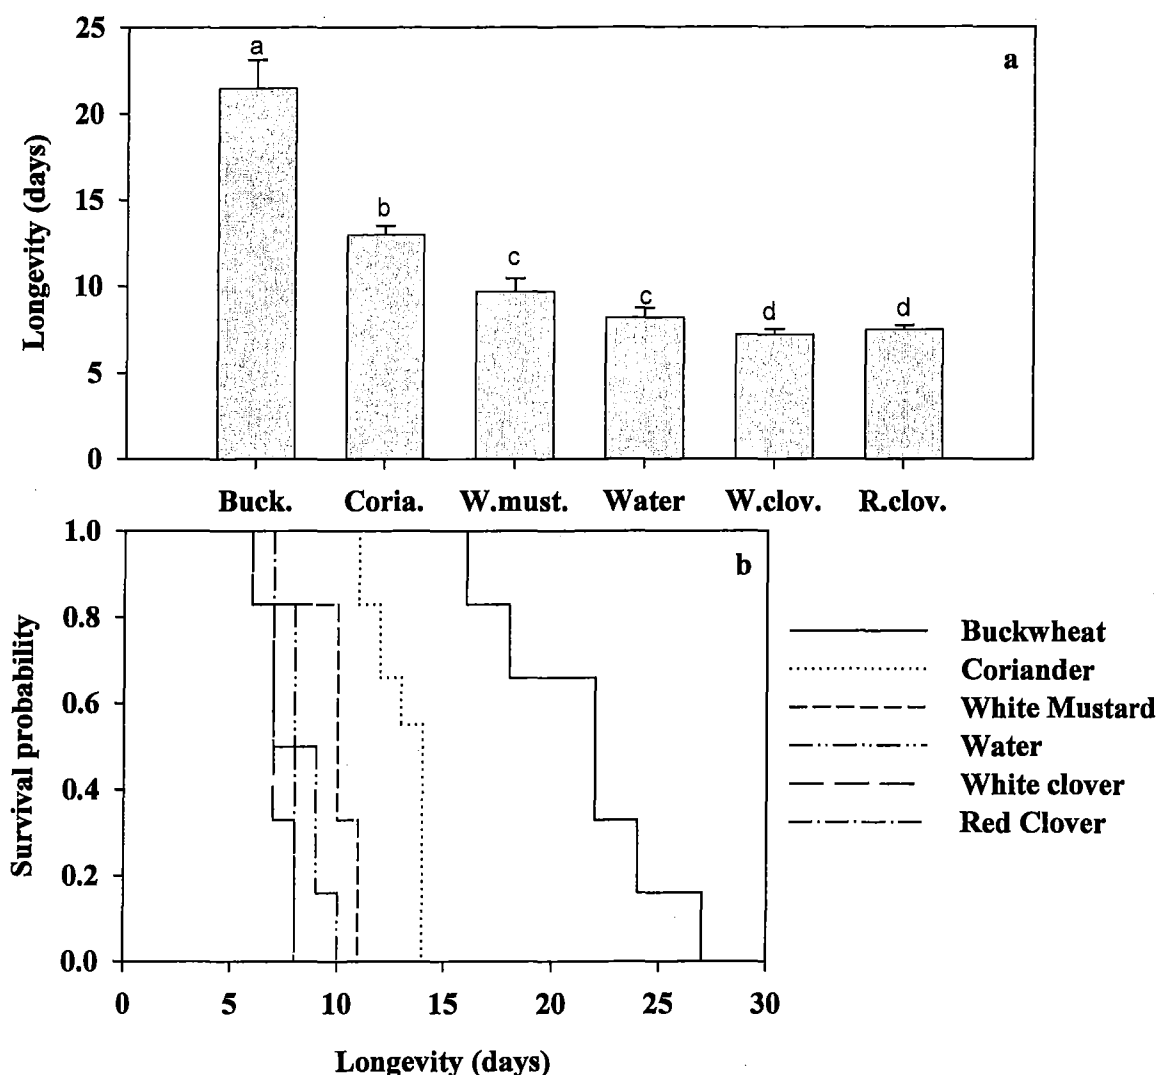 25
20
15
10
5
0
Longevity (days)
a
a
b
c
c
d
d
Buck. Coria. W.must. Water W.clov. R.clov.
1.0
0.8
0.6
0.4
0.2
0.0
Survival probability
b
0 5 10 15 20 25 30
Longevity (days)
Buckwheat
Coriander
White Mustard
Water
White clover
Red Clover